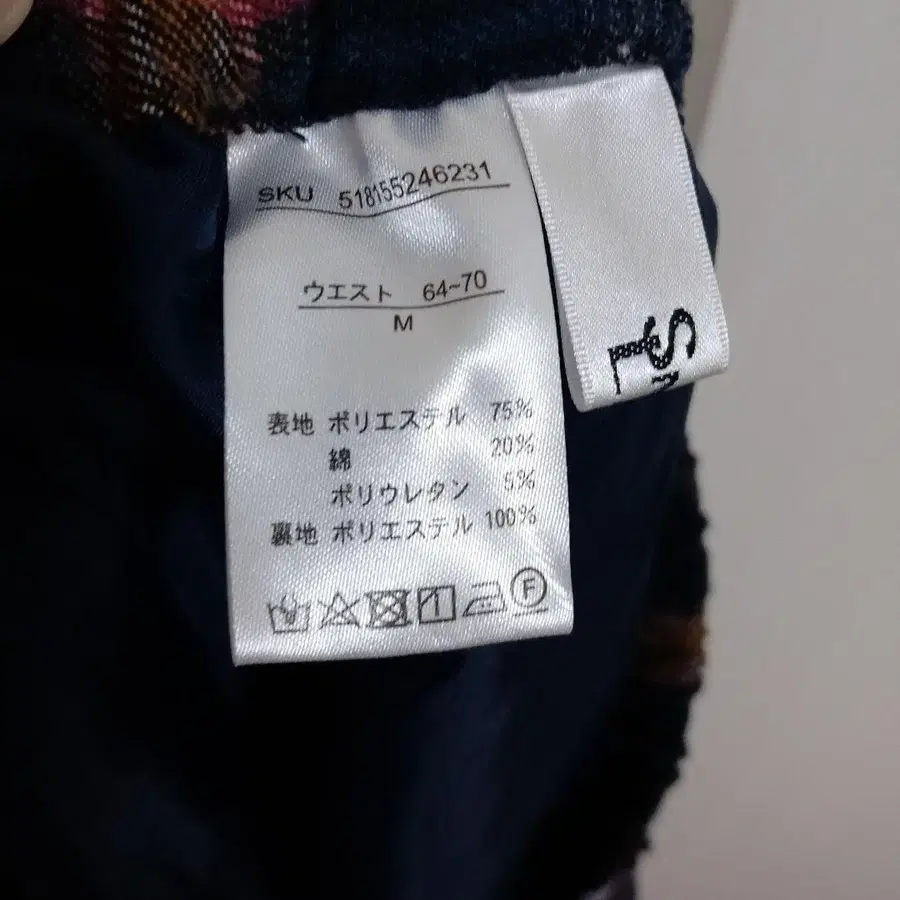 SKU 518155246231
ウエスト 64~70
M
表地 ポリエステル 75%
綿 20%
ポリウレタン 5%
裏地 ポリエステル 100%
F